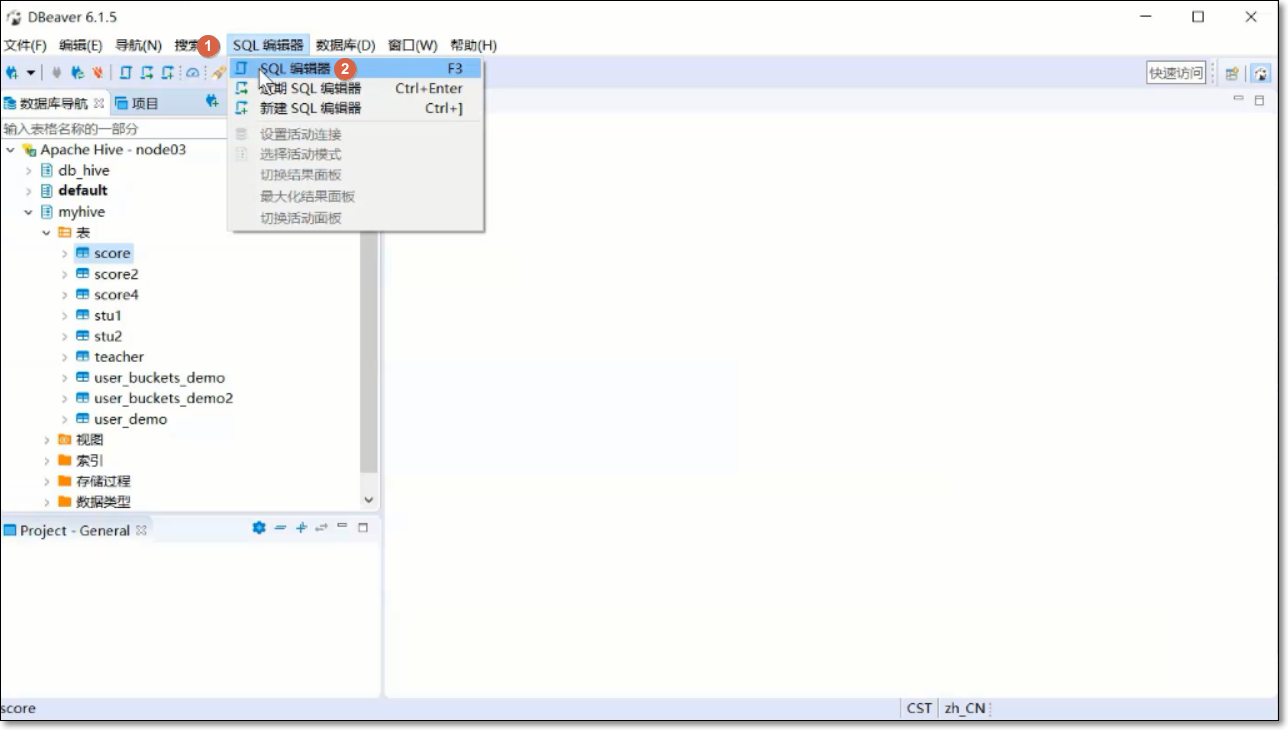 DBeaver 6.1.5
文件(F) 编辑(E) 导航(N) 搜索 1 SQL 编辑器 数据库(D) 窗口(W) 帮助(H)
SQL 编辑器 2 F3
近期 SQL 编辑器 Ctrl+Enter
新建 SQL 编辑器 Ctrl+]
设置活动连接
选择活动模式
切换结果面板
最大化结果面板
切换活动面板
快速访问
数据库导航 项目
输入表格名称的一部分
Apache Hive - node03
db_hive
default
myhive
表
score
score2
score4
stu1
stu2
teacher
user_buckets_demo
user_buckets_demo2
user_demo
视图
索引
存储过程
数据类型
Project - General
score CST zh_CN